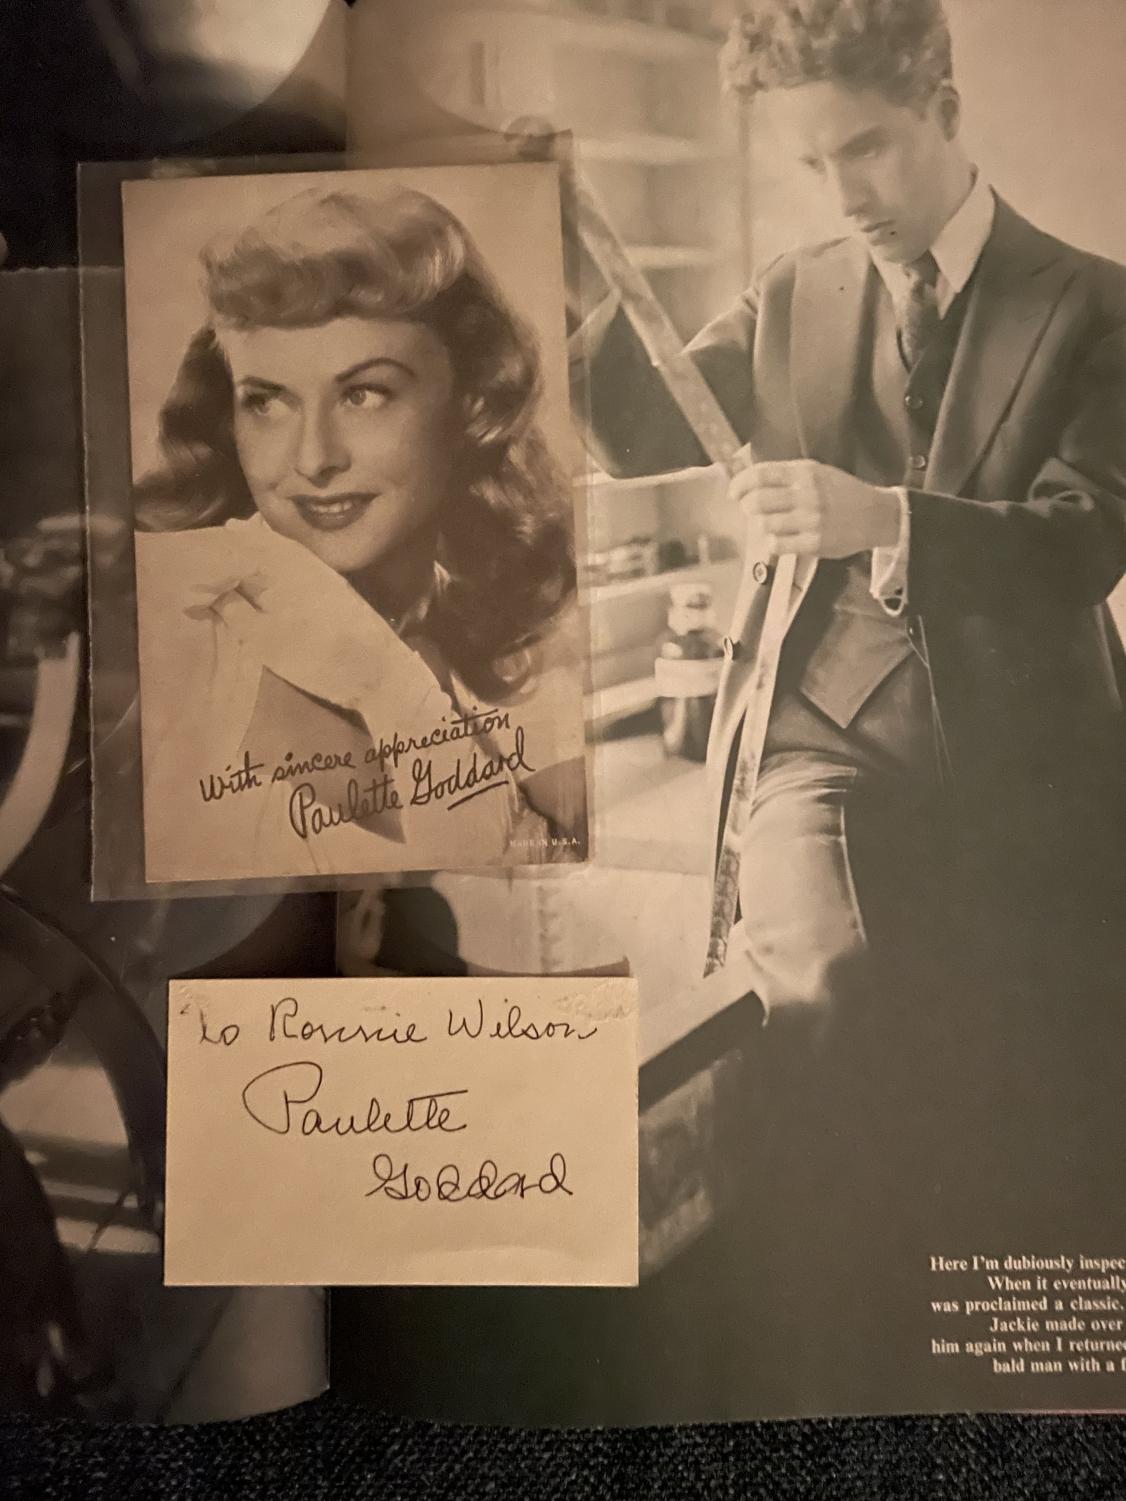 With sincere appreciation
Paulette Goddard
MADE IN U.S.A.
To Ronnie Wilson
Paulette
Goddard
Here I'm dubiously inspec
When it eventually
was proclaimed a classic.
Jackie made over
him again when I returne
bald man with a f